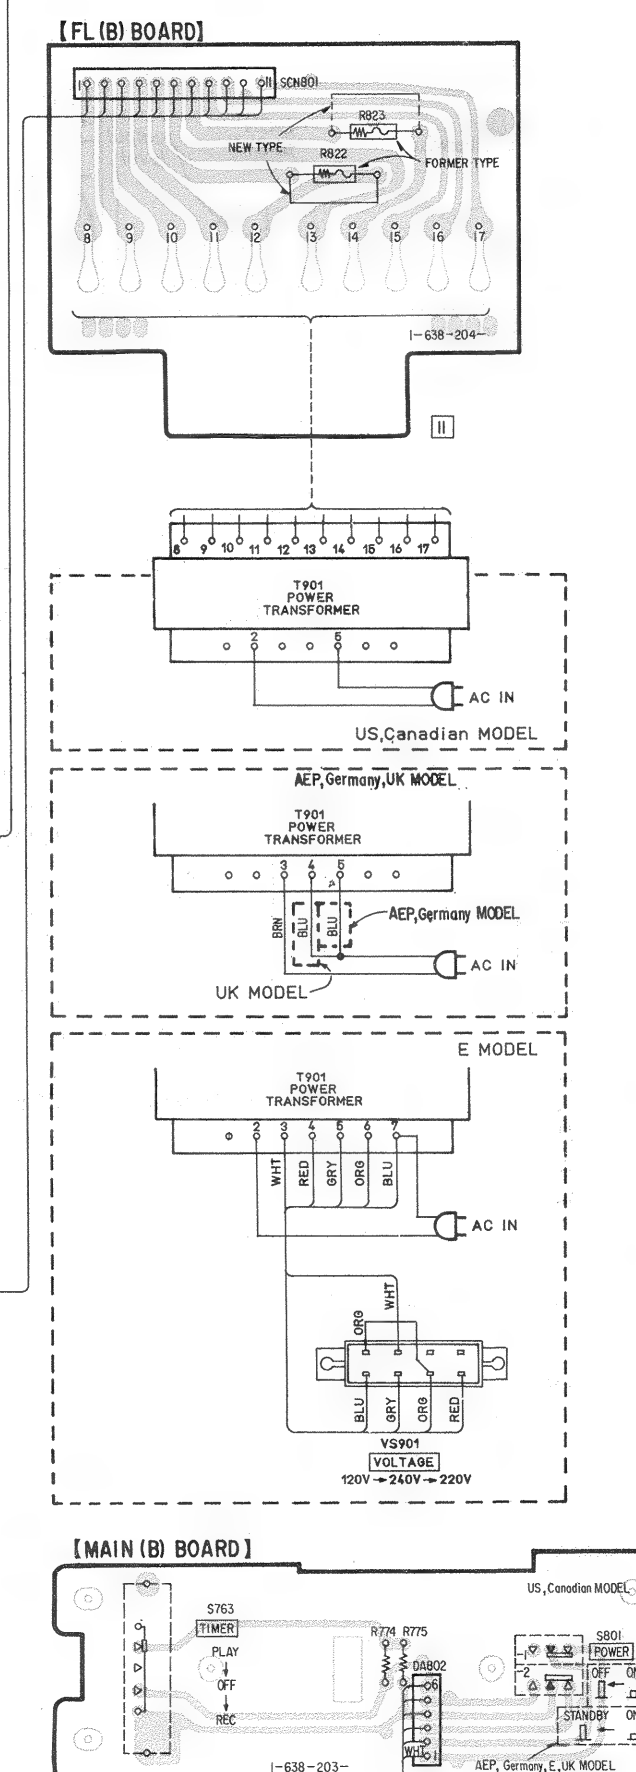 【FL (B) BOARD】
1 11 SCN801
R823
NEW TYPE
R822
FORMER TYPE
8 9 10 11 12 13 14 15 16 17
1-638-204-
11
8 9 10 11 12 13 14 15 16 17
T901
POWER
TRANSFORMER
2 5
AC IN
US,Canadian MODEL
AEP,Germany,UK MODEL
T901
POWER
TRANSFORMER
3 4 5
BRN BLU BLU
AEP,Germany MODEL
AC IN
UK MODEL
E MODEL
T901
POWER
TRANSFORMER
2 3 4 5 6 7
WHT RED GRY ORG BLU
AC IN
ORG WHT
BLU GRY ORG RED
VS901
VOLTAGE
120V→240V→220V
【MAIN (B) BOARD】
US,Canadian MODEL
S763
TIMER
R774 R775
S801
POWER
PLAY
OFF
REC
DA802
6
-1
-2
OFF
STANDBY
WHT 1
1-638-203-
AEP, Germany,E,UK MODEL